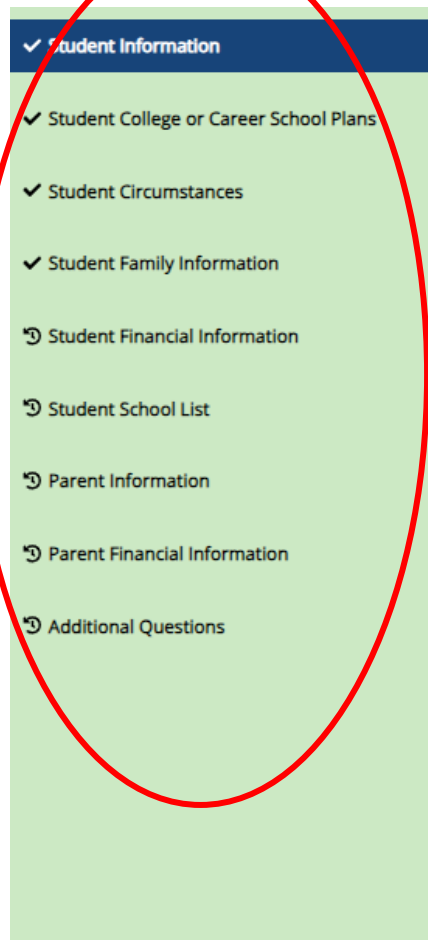 Student Information
Student College or Career School Plans
Student Circumstances
Student Family Information
Student Financial Information
Student School List
Parent Information
Parent Financial Information
Additional Questions